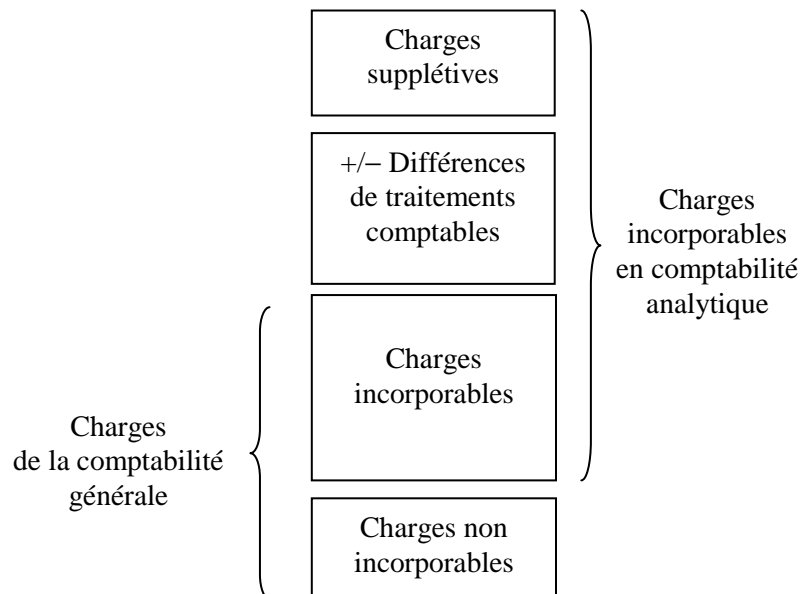 Charges
supplétives
+/− Différences
de traitements
comptables
Charges
incorporables
en comptabilité
analytique
Charges
incorporables
Charges
de la comptabilité
générale
Charges non
incorporables